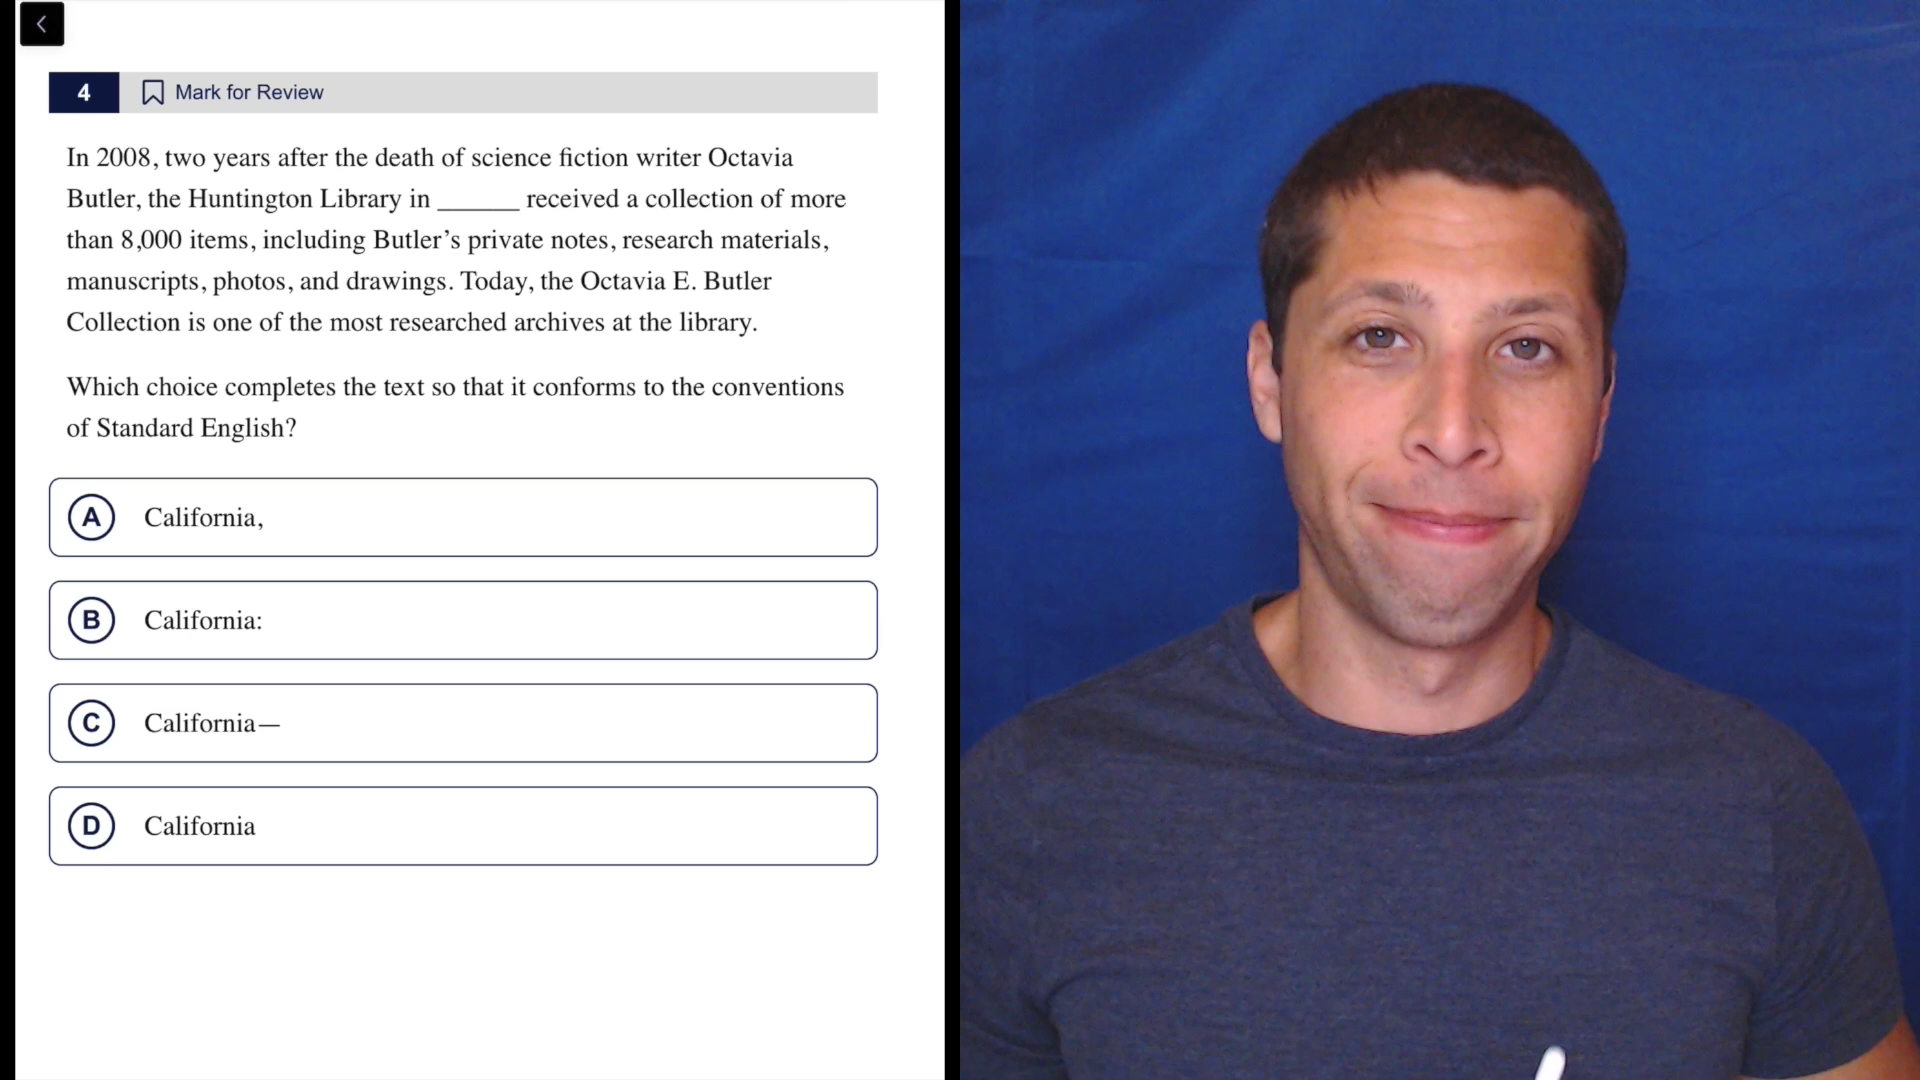 4 Mark for Review
In 2008, two years after the death of science fiction writer Octavia
Butler, the Huntington Library in ______ received a collection of more
than 8,000 items, including Butler’s private notes, research materials,
manuscripts, photos, and drawings. Today, the Octavia E. Butler
Collection is one of the most researched archives at the library.
Which choice completes the text so that it conforms to the conventions
of Standard English?
A California,
B California:
C California—
D California